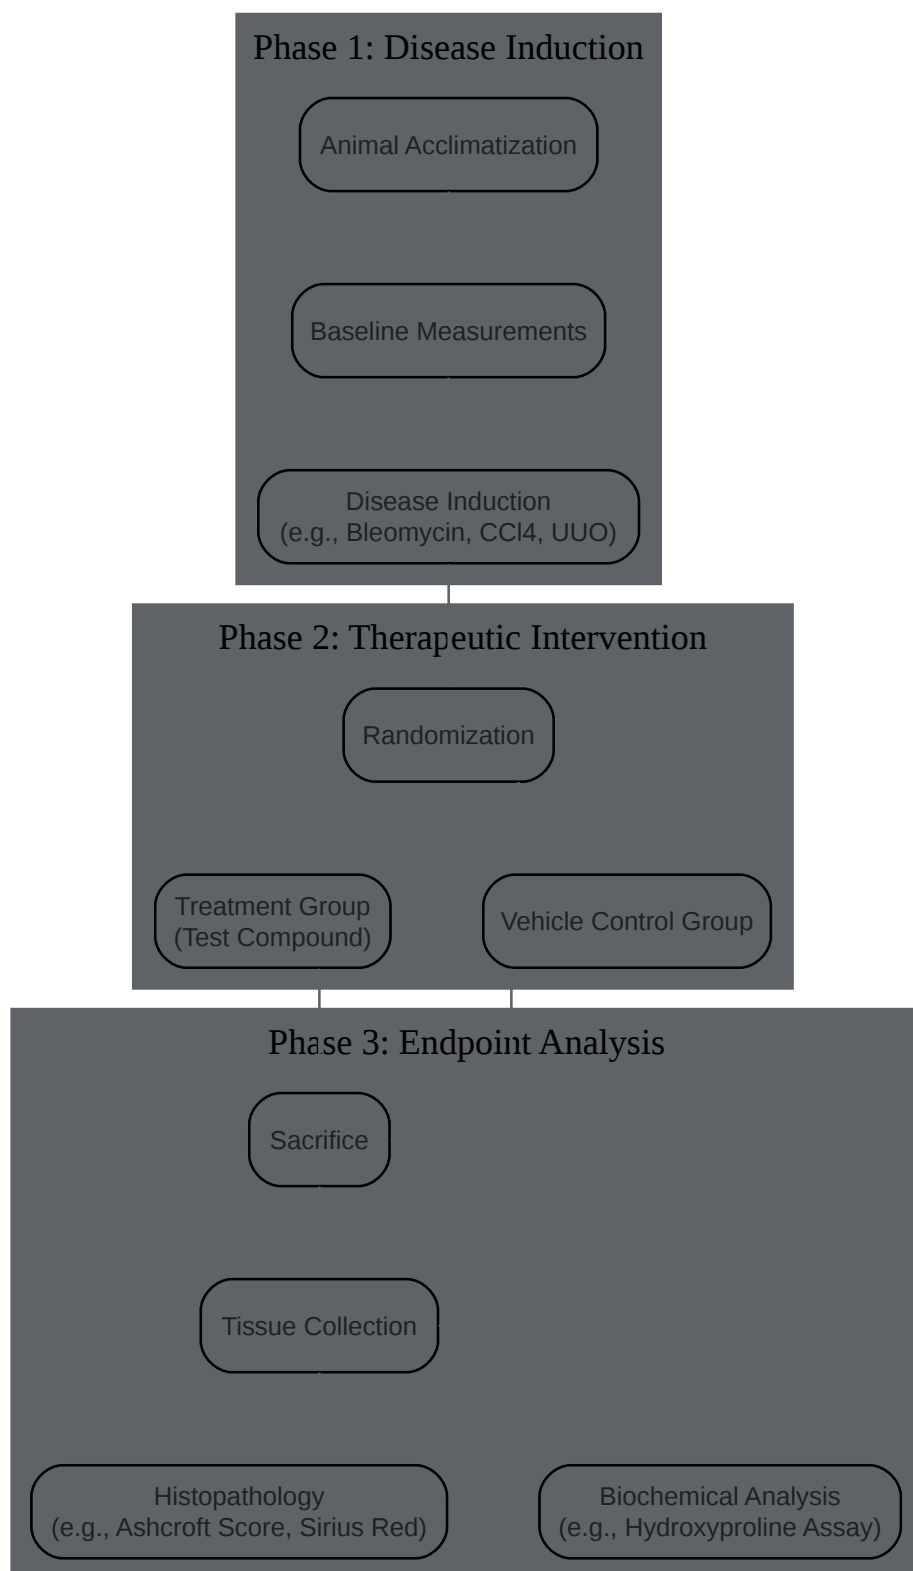 Phase 1: Disease Induction
Animal Acclimatization
Baseline Measurements
Disease Induction
(e.g., Bleomycin, CCl4, UUO)
Phase 2: Therapeutic Intervention
Randomization
Treatment Group
(Test Compound)
Vehicle Control Group
Phase 3: Endpoint Analysis
Sacrifice
Tissue Collection
Histopathology
(e.g., Ashcroft Score, Sirius Red)
Biochemical Analysis
(e.g., Hydroxyproline Assay)